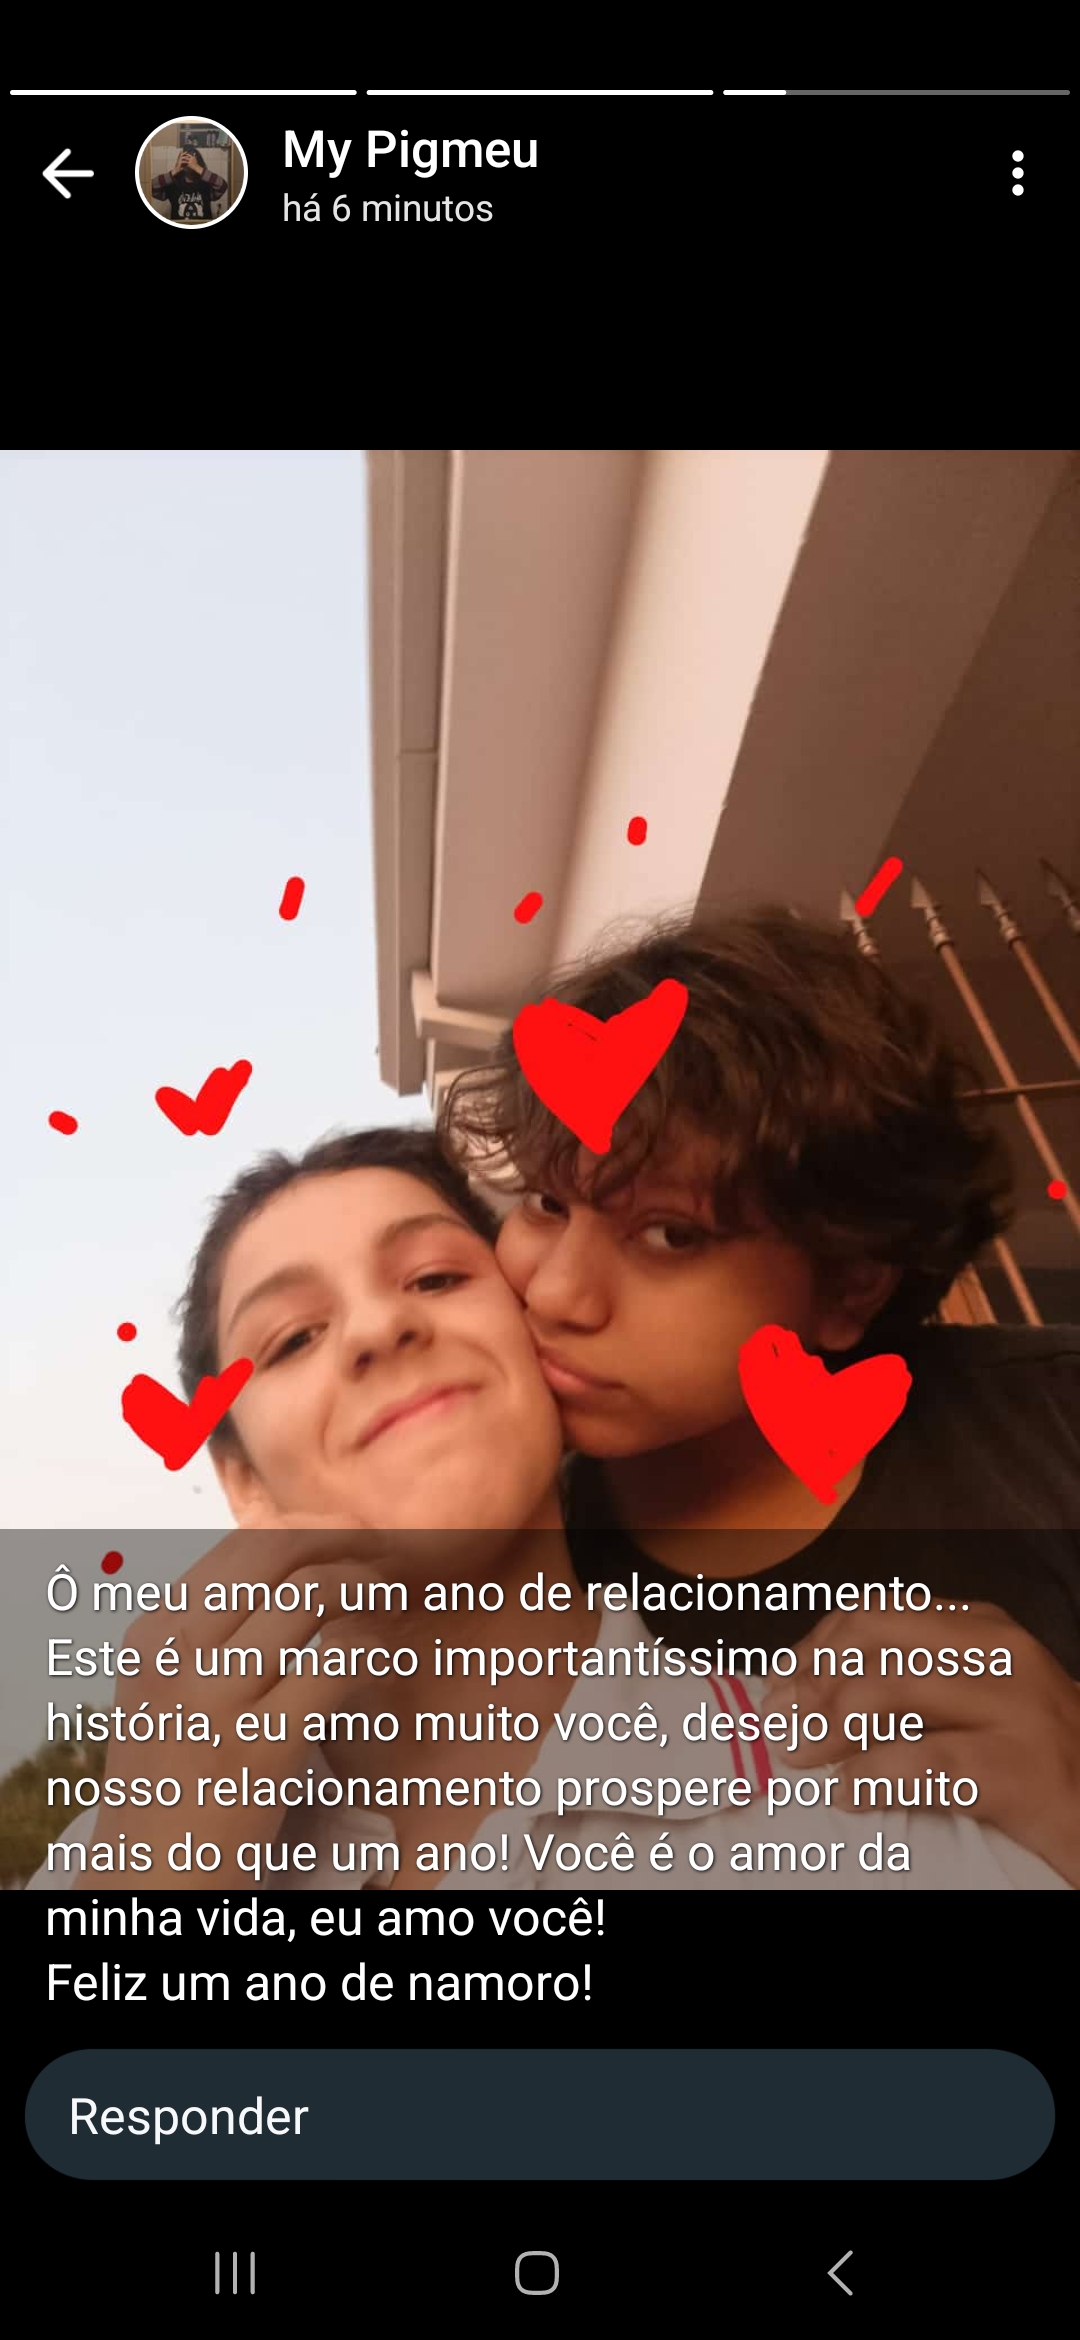 My Pigmeu
há 6 minutos
Ô meu amor, um ano de relacionamento...
Este é um marco importantíssimo na nossa
história, eu amo muito você, desejo que
nosso relacionamento prospere por muito
mais do que um ano! Você é o amor da
minha vida, eu amo você!
Feliz um ano de namoro!
Responder